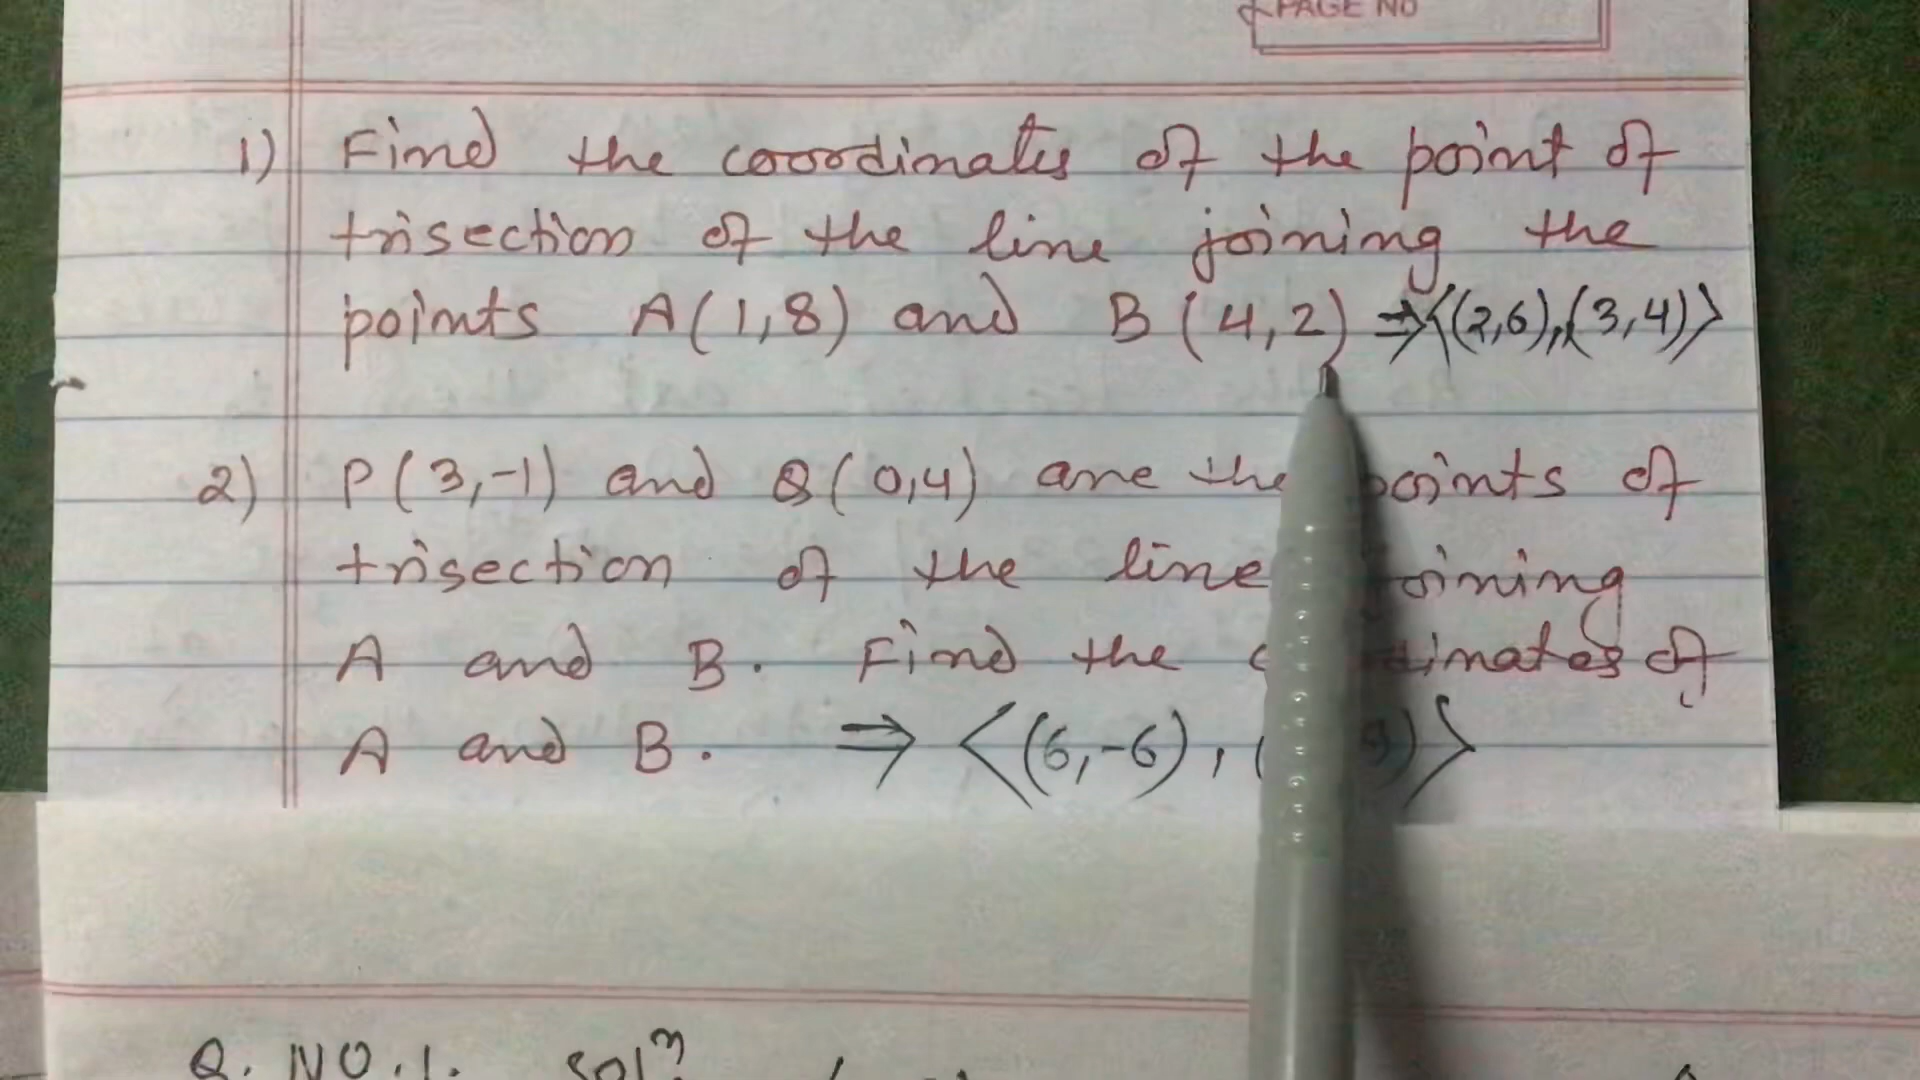 PAGE NO
1) Find the coordinates of the point of
trisection of the line joining the
points A(1,8) and B(4,2) ⇒⟨(2,6),(3,4)⟩
2) P(3,-1) and Q(0,4) are the points of
trisection of the line
A and B. Find the of
A and B. ⇒ ⟨(6,-6), ( 9)⟩
Q. NO. 1. Solⁿ